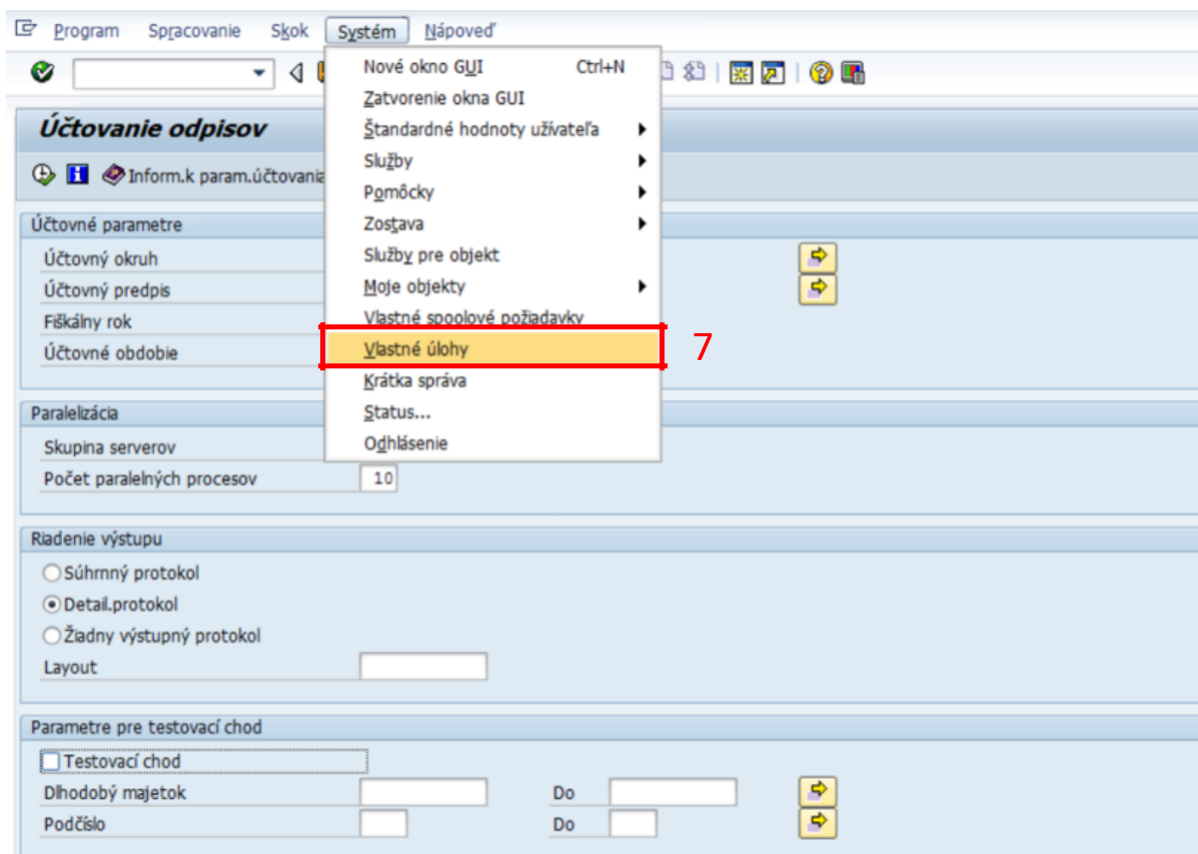 Program Spracovanie Skok Systém Nápoveď
Nové okno GUI Ctrl+N
Zatvorenie okna GUI
Štandardné hodnoty užívateľa
Služby
Pomôcky
Zostava
Služby pre objekt
Moje objekty
Vlastné spoolové požiadavky
Vlastné úlohy 7
Krátka správa
Status...
Odhlásenie
Účtovanie odpisov
Inform.k param.účtovania
Účtovné parametre
Účtovný okruh
Účtovný predpis
Fiškálny rok
Účtovné obdobie
Paralelizácia
Skupina serverov
Počet paralelných procesov 10
Riadenie výstupu
Súhrnný protokol
Detail.protokol
Žiadny výstupný protokol
Layout
Parametre pre testovací chod
Testovací chod
Dlhodobý majetok Do
Podčíslo Do